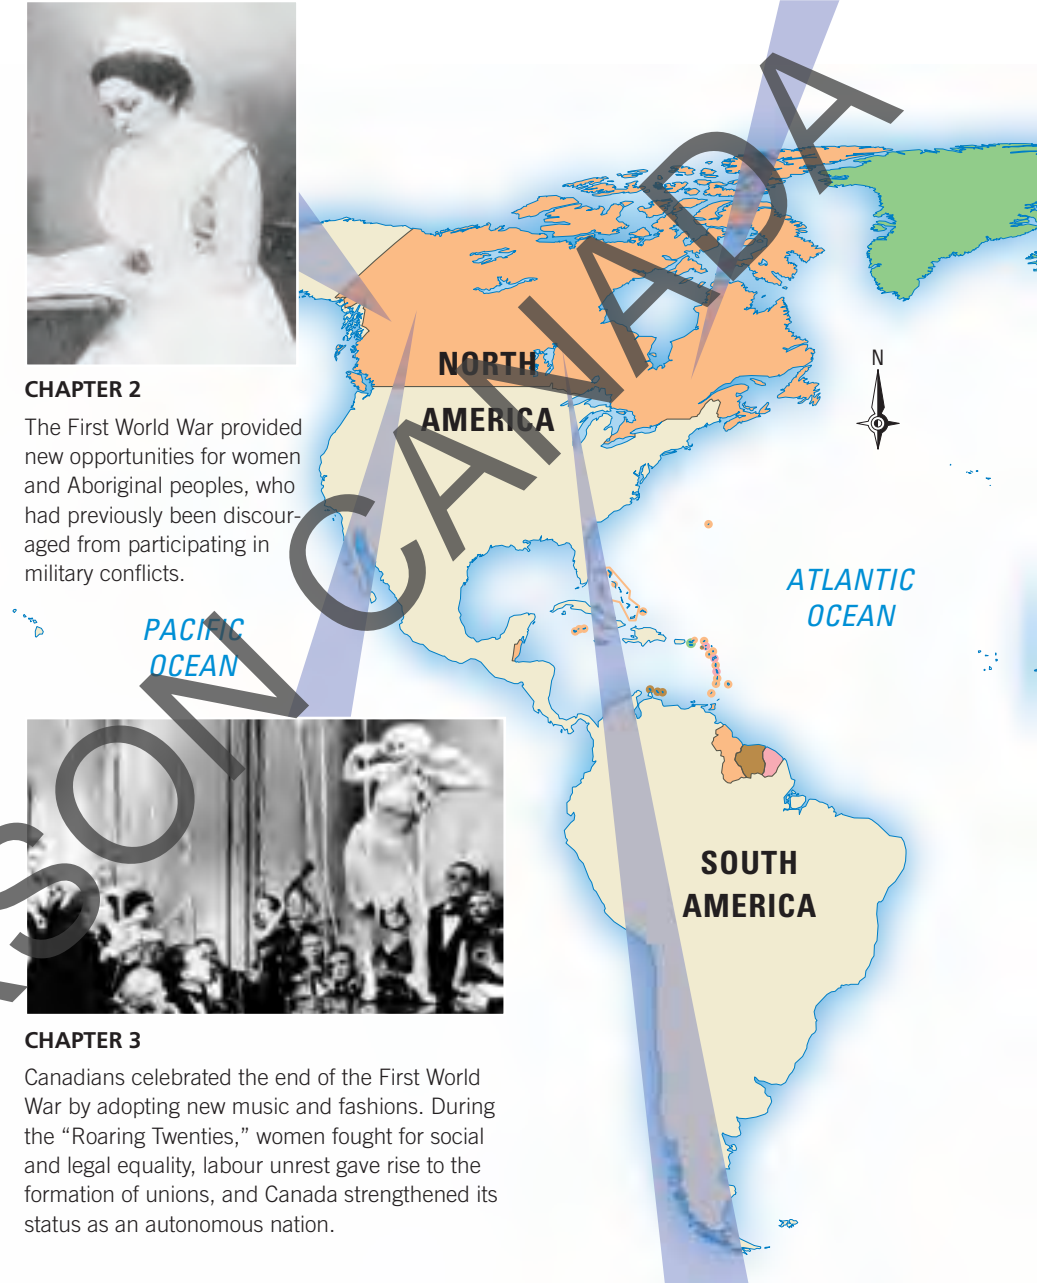 CHAPTER 2
The First World War provided
new opportunities for women
and Aboriginal peoples, who
had previously been discour-
aged from participating in
military conflicts.
NORTH
AMERICA
N
ATLANTIC
OCEAN
PACIFIC
OCEAN
SOUTH
AMERICA
CHAPTER 3
Canadians celebrated the end of the First World
War by adopting new music and fashions. During
the “Roaring Twenties,” women fought for social
and legal equality, labour unrest gave rise to the
formation of unions, and Canada strengthened its
status as an autonomous nation.
SON CANADA